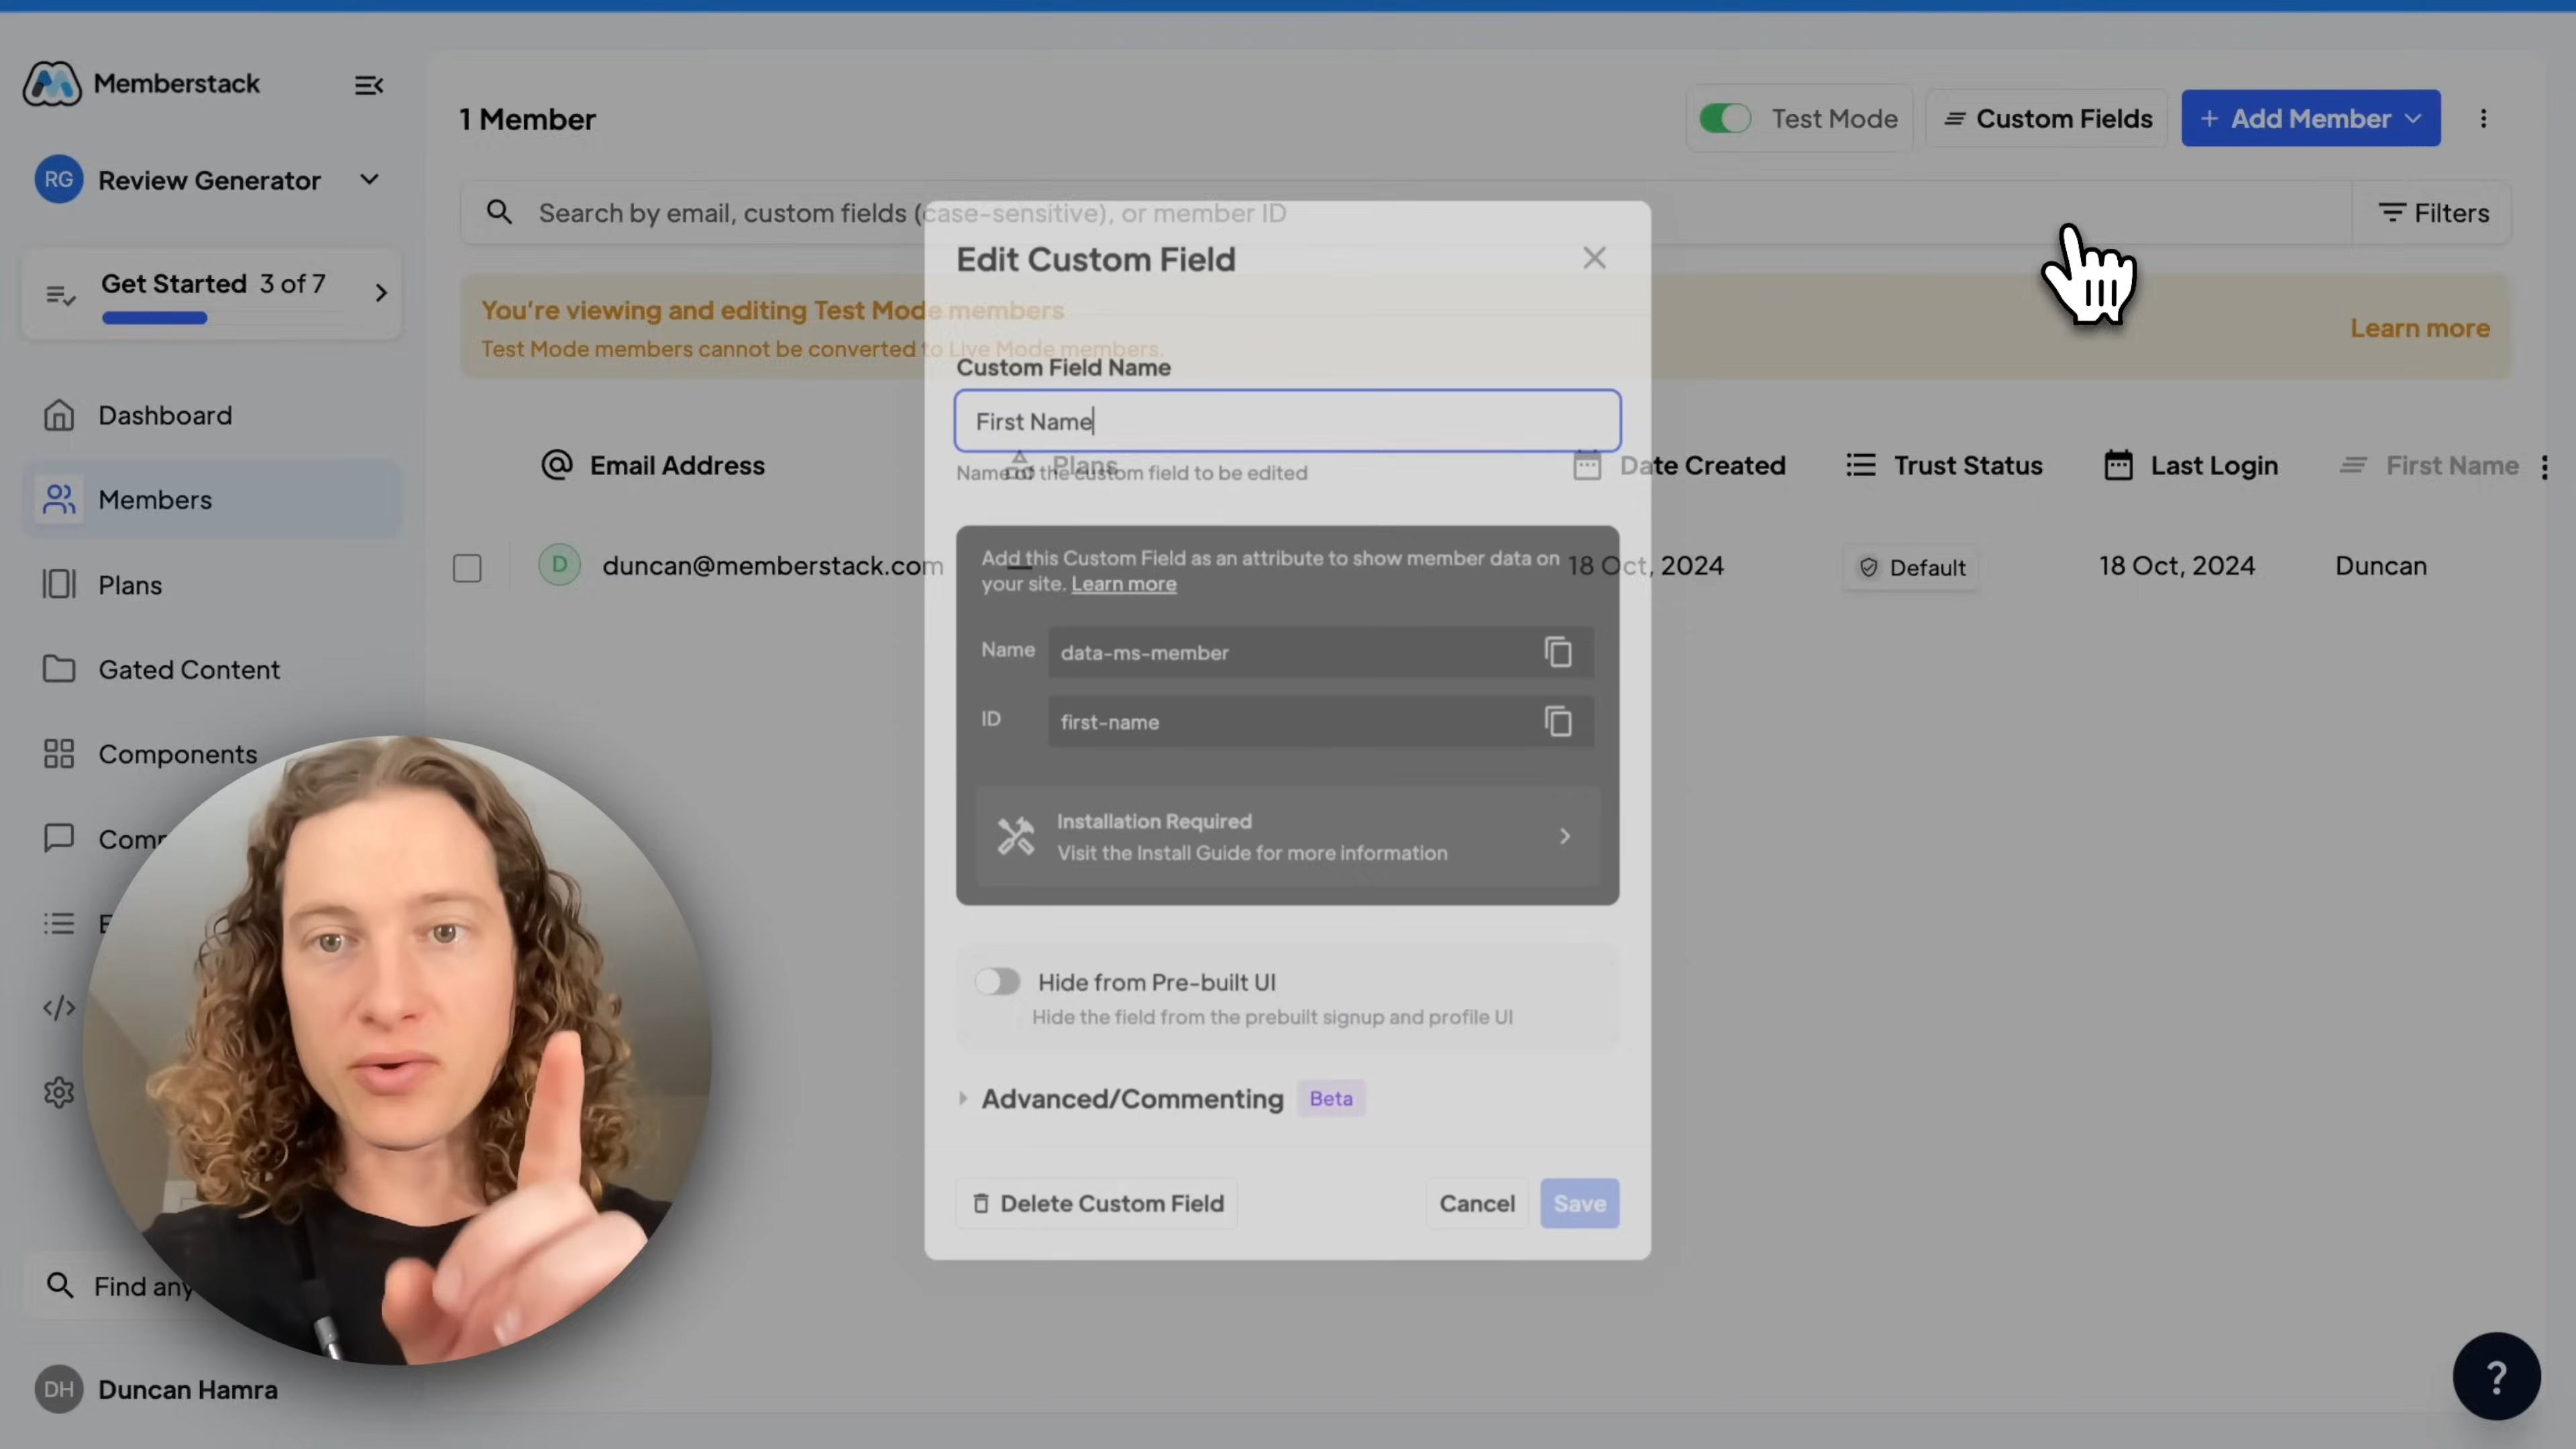 Memberstack
RG
Review Generator
Get Started 3 of 7
Dashboard
Members
Plans
Gated Content
Components
Find any
DH
Duncan Hamra
1 Member
Test Mode
Custom Fields
+ Add Member
Search by email, custom fields (case-sensitive), or member ID
Filters
You're viewing and editing Test Mode members
Test Mode members cannot be converted to Live Mode members.
Learn more
Email Address
Plans
Date Created
Trust Status
Last Login
First Name
D
duncan@memberstack.com
18 Oct, 2024
Default
18 Oct, 2024
Duncan
Edit Custom Field
Custom Field Name
First Name
Name of the custom field to be edited
Add this Custom Field as an attribute to show member data on
your site. Learn more
Name
data-ms-member
ID
first-name
Installation Required
Visit the Install Guide for more information
Hide from Pre-built UI
Hide the field from the prebuilt signup and profile UI
Advanced/Commenting
Beta
Delete Custom Field
Cancel
Save
?